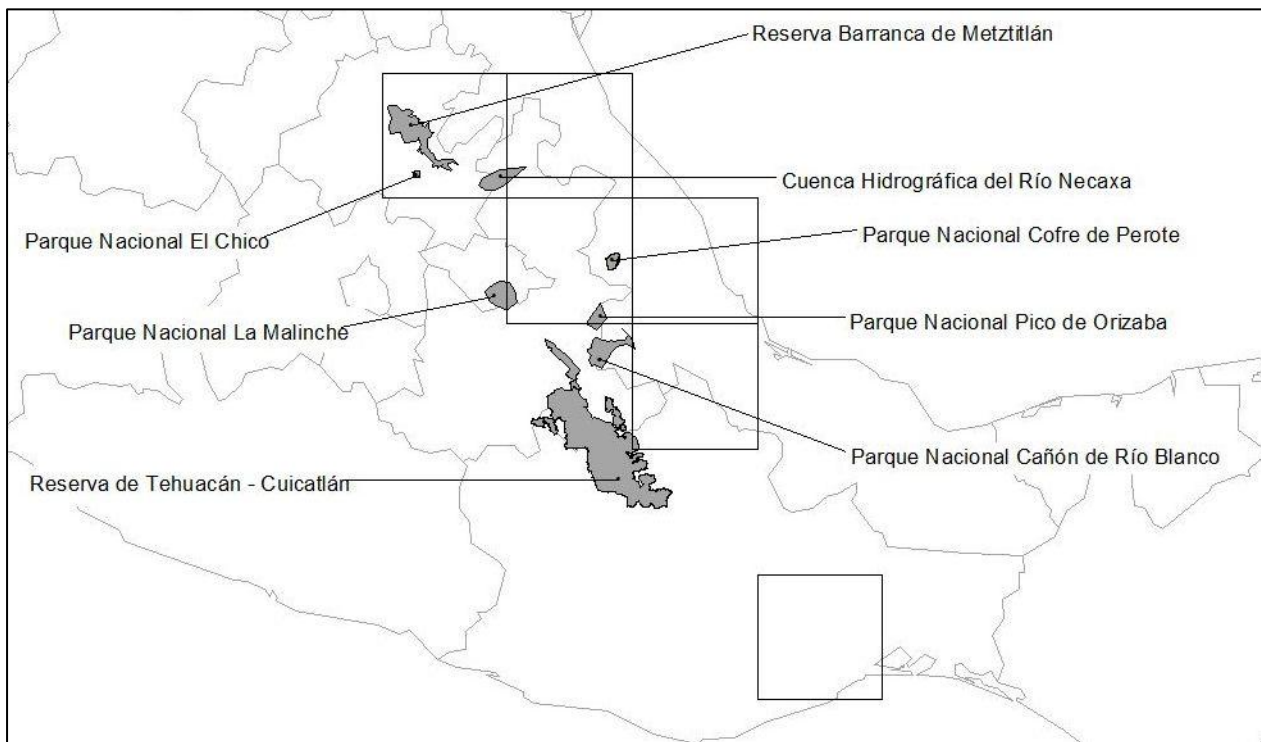 Reserva Barranca de Metztitlán
Cuenca Hidrográfica del Río Necaxa
Parque Nacional El Chico
Parque Nacional Cofre de Perote
Parque Nacional La Malinche
Parque Nacional Pico de Orizaba
Parque Nacional Cañón de Río Blanco
Reserva de Tehuacán - Cuicatlán